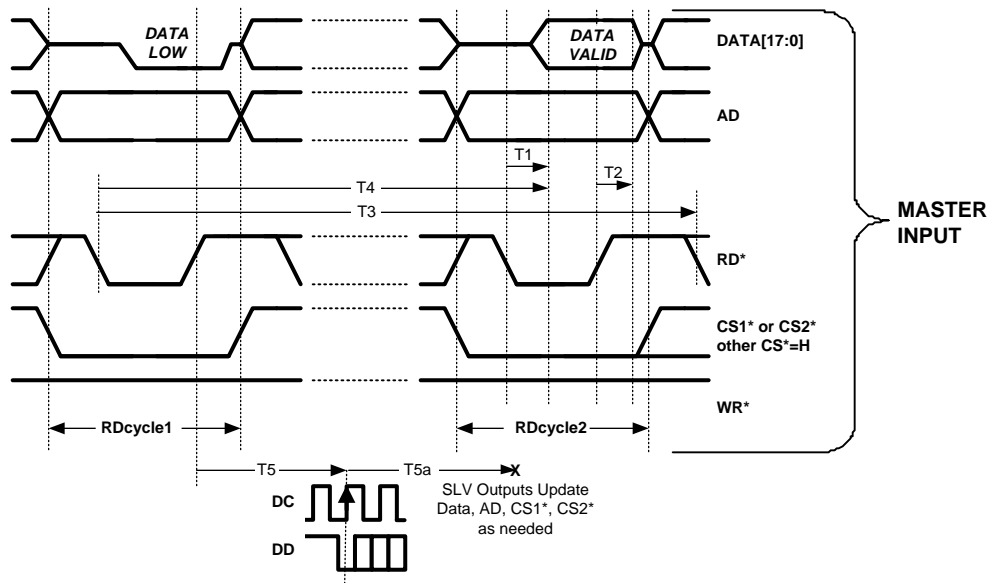 DATA
LOW
DATA
VALID
DATA[17:0]
AD
T1
T2
T4
T3
MASTER
INPUT
RD*
CS1* or CS2*
other CS*=H
WR*
RDcycle1
RDcycle2
T5
T5a
X
SLV Outputs Update
Data, AD, CS1*, CS2*
as needed
DC
DD